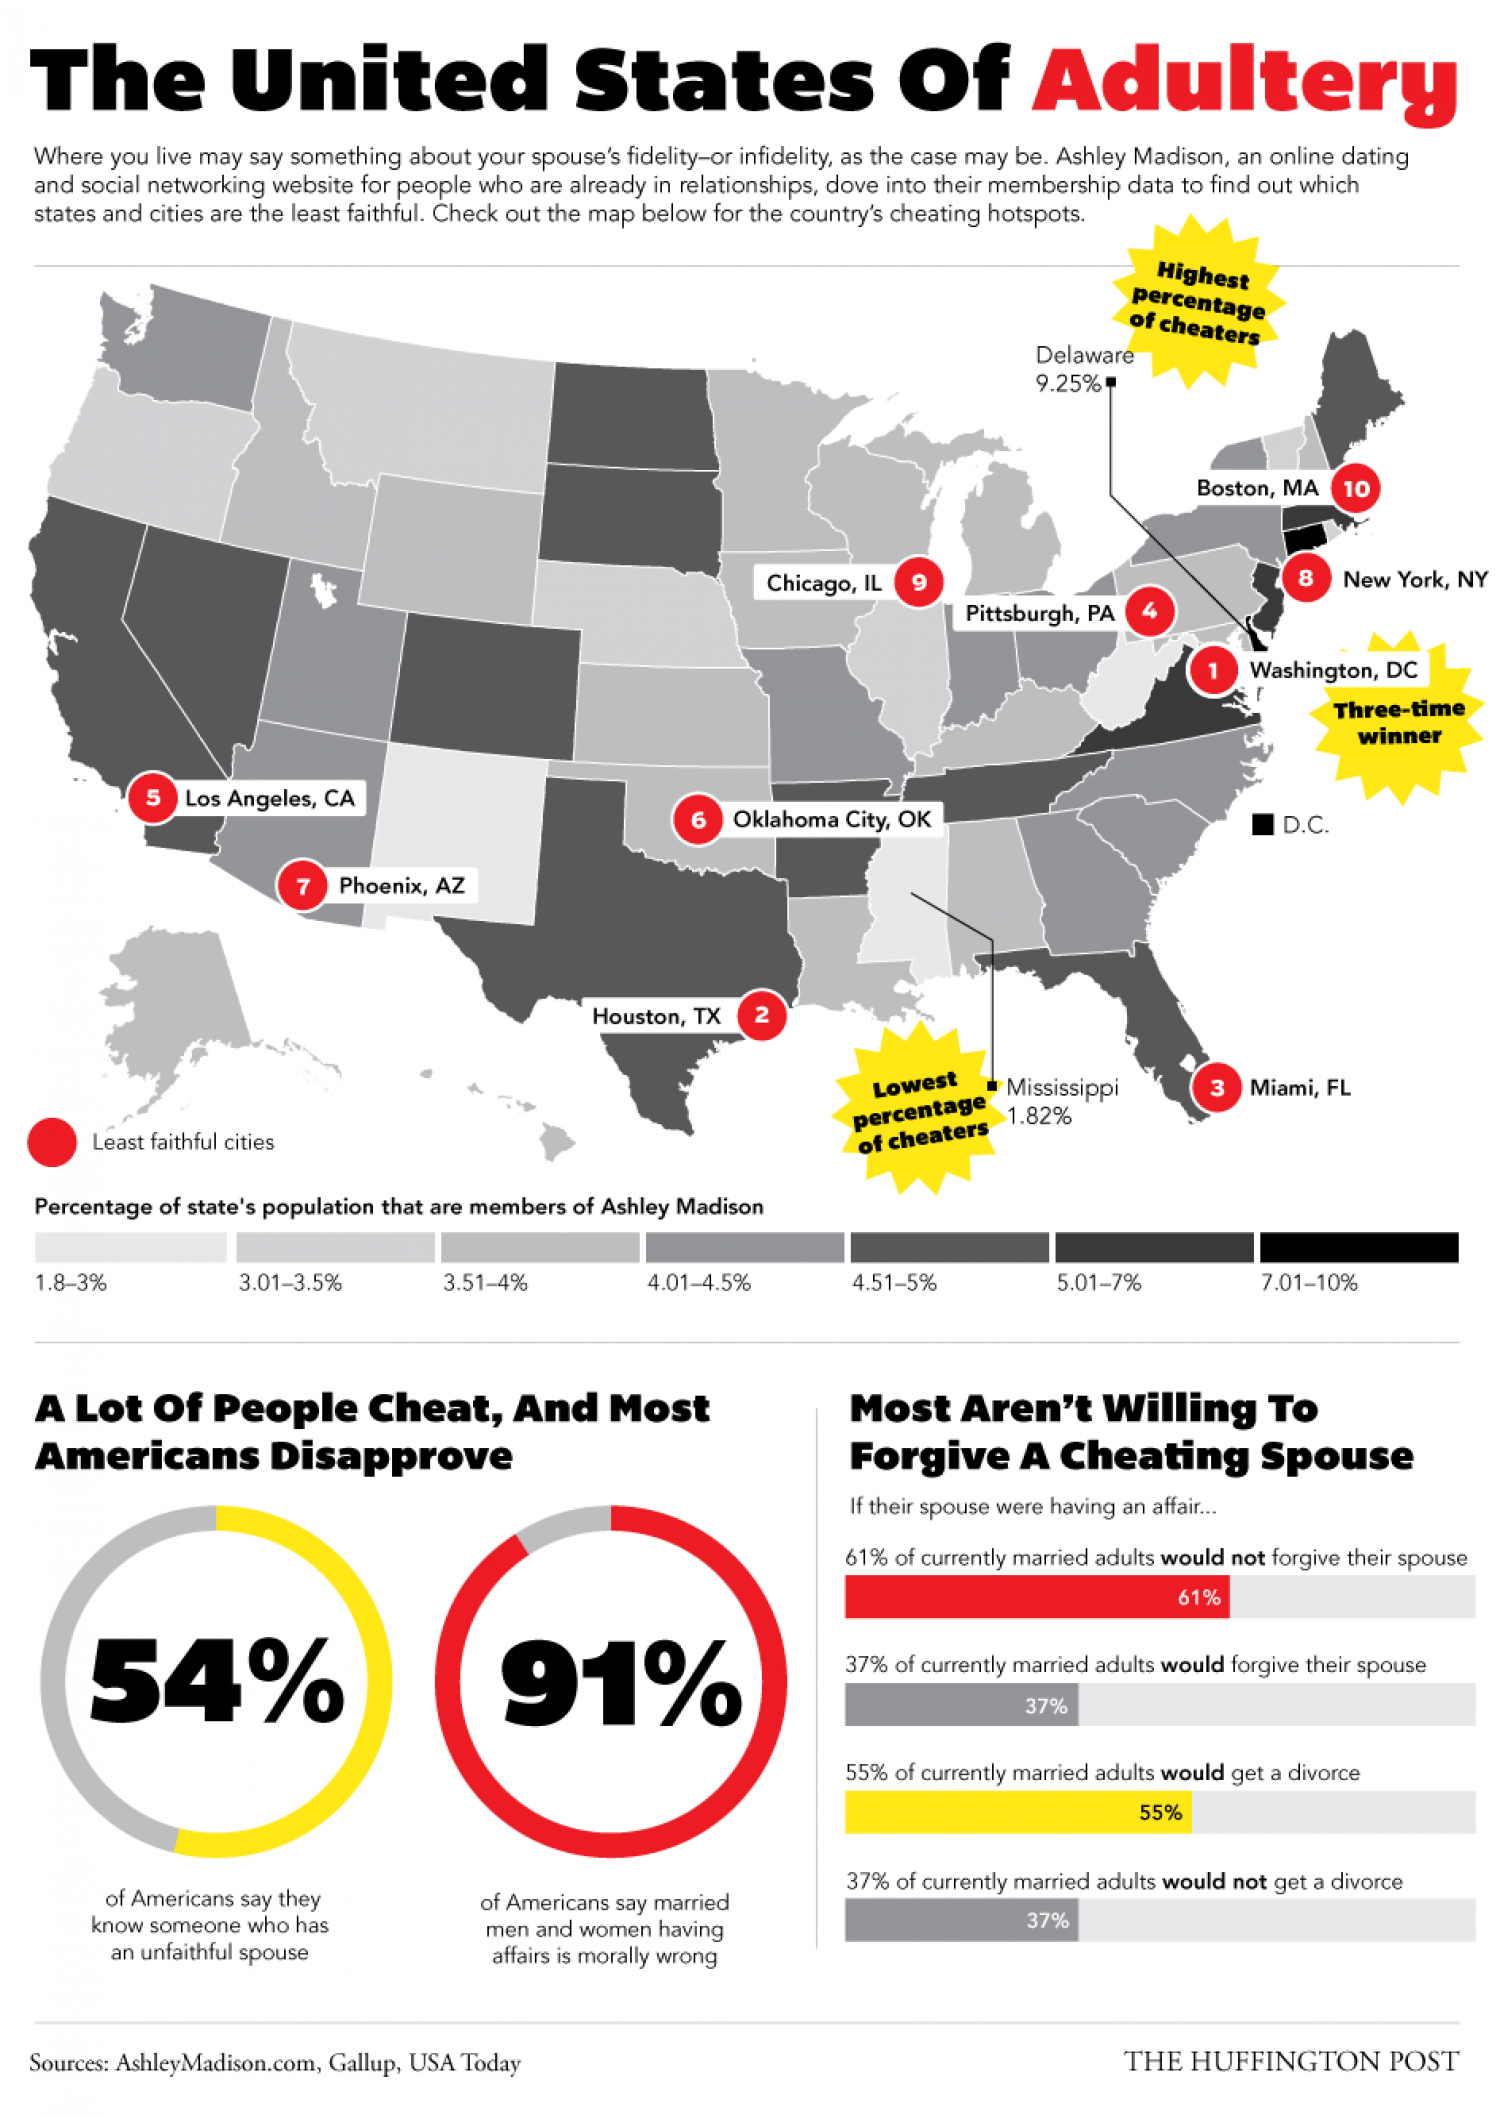 The United States Of Adultery
Where you live may say something about your spouse's fidelity–or infidelity, as the case may be. Ashley Madison, an online dating
and social networking website for people who are already in relationships, dove into their membership data to find out which
states and cities are the least faithful. Check out the map below for the country's cheating hotspots.
Highest
percentage
of cheaters
Delaware
9.25%
Boston, MA 10
Chicago, IL 9
8 New York, NY
Pittsburgh, PA 4
1 Washington, DC
Three-time
winner
5 Los Angeles, CA
6 Oklahoma City, OK
D.C.
7 Phoenix, AZ
Houston, TX 2
Lowest
percentage
of cheaters
Mississippi
1.82%
3 Miami, FL
Least faithful cities
Percentage of state's population that are members of Ashley Madison
1.8–3% 3.01–3.5% 3.51–4% 4.01–4.5% 4.51–5% 5.01–7% 7.01–10%
A Lot Of People Cheat, And Most
Americans Disapprove
54%
of Americans say they
know someone who has
an unfaithful spouse
91%
of Americans say married
men and women having
affairs is morally wrong
Most Aren't Willing To
Forgive A Cheating Spouse
If their spouse were having an affair...
61% of currently married adults would not forgive their spouse
61%
37% of currently married adults would forgive their spouse
37%
55% of currently married adults would get a divorce
55%
37% of currently married adults would not get a divorce
37%
Sources: AshleyMadison.com, Gallup, USA Today
THE HUFFINGTON POST